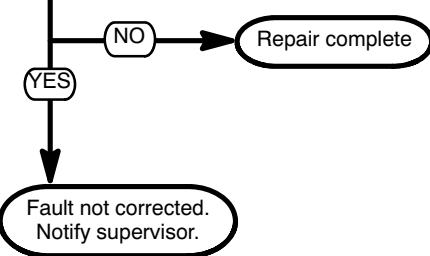 NO
Repair complete
YES
Fault not corrected.
Notify supervisor.